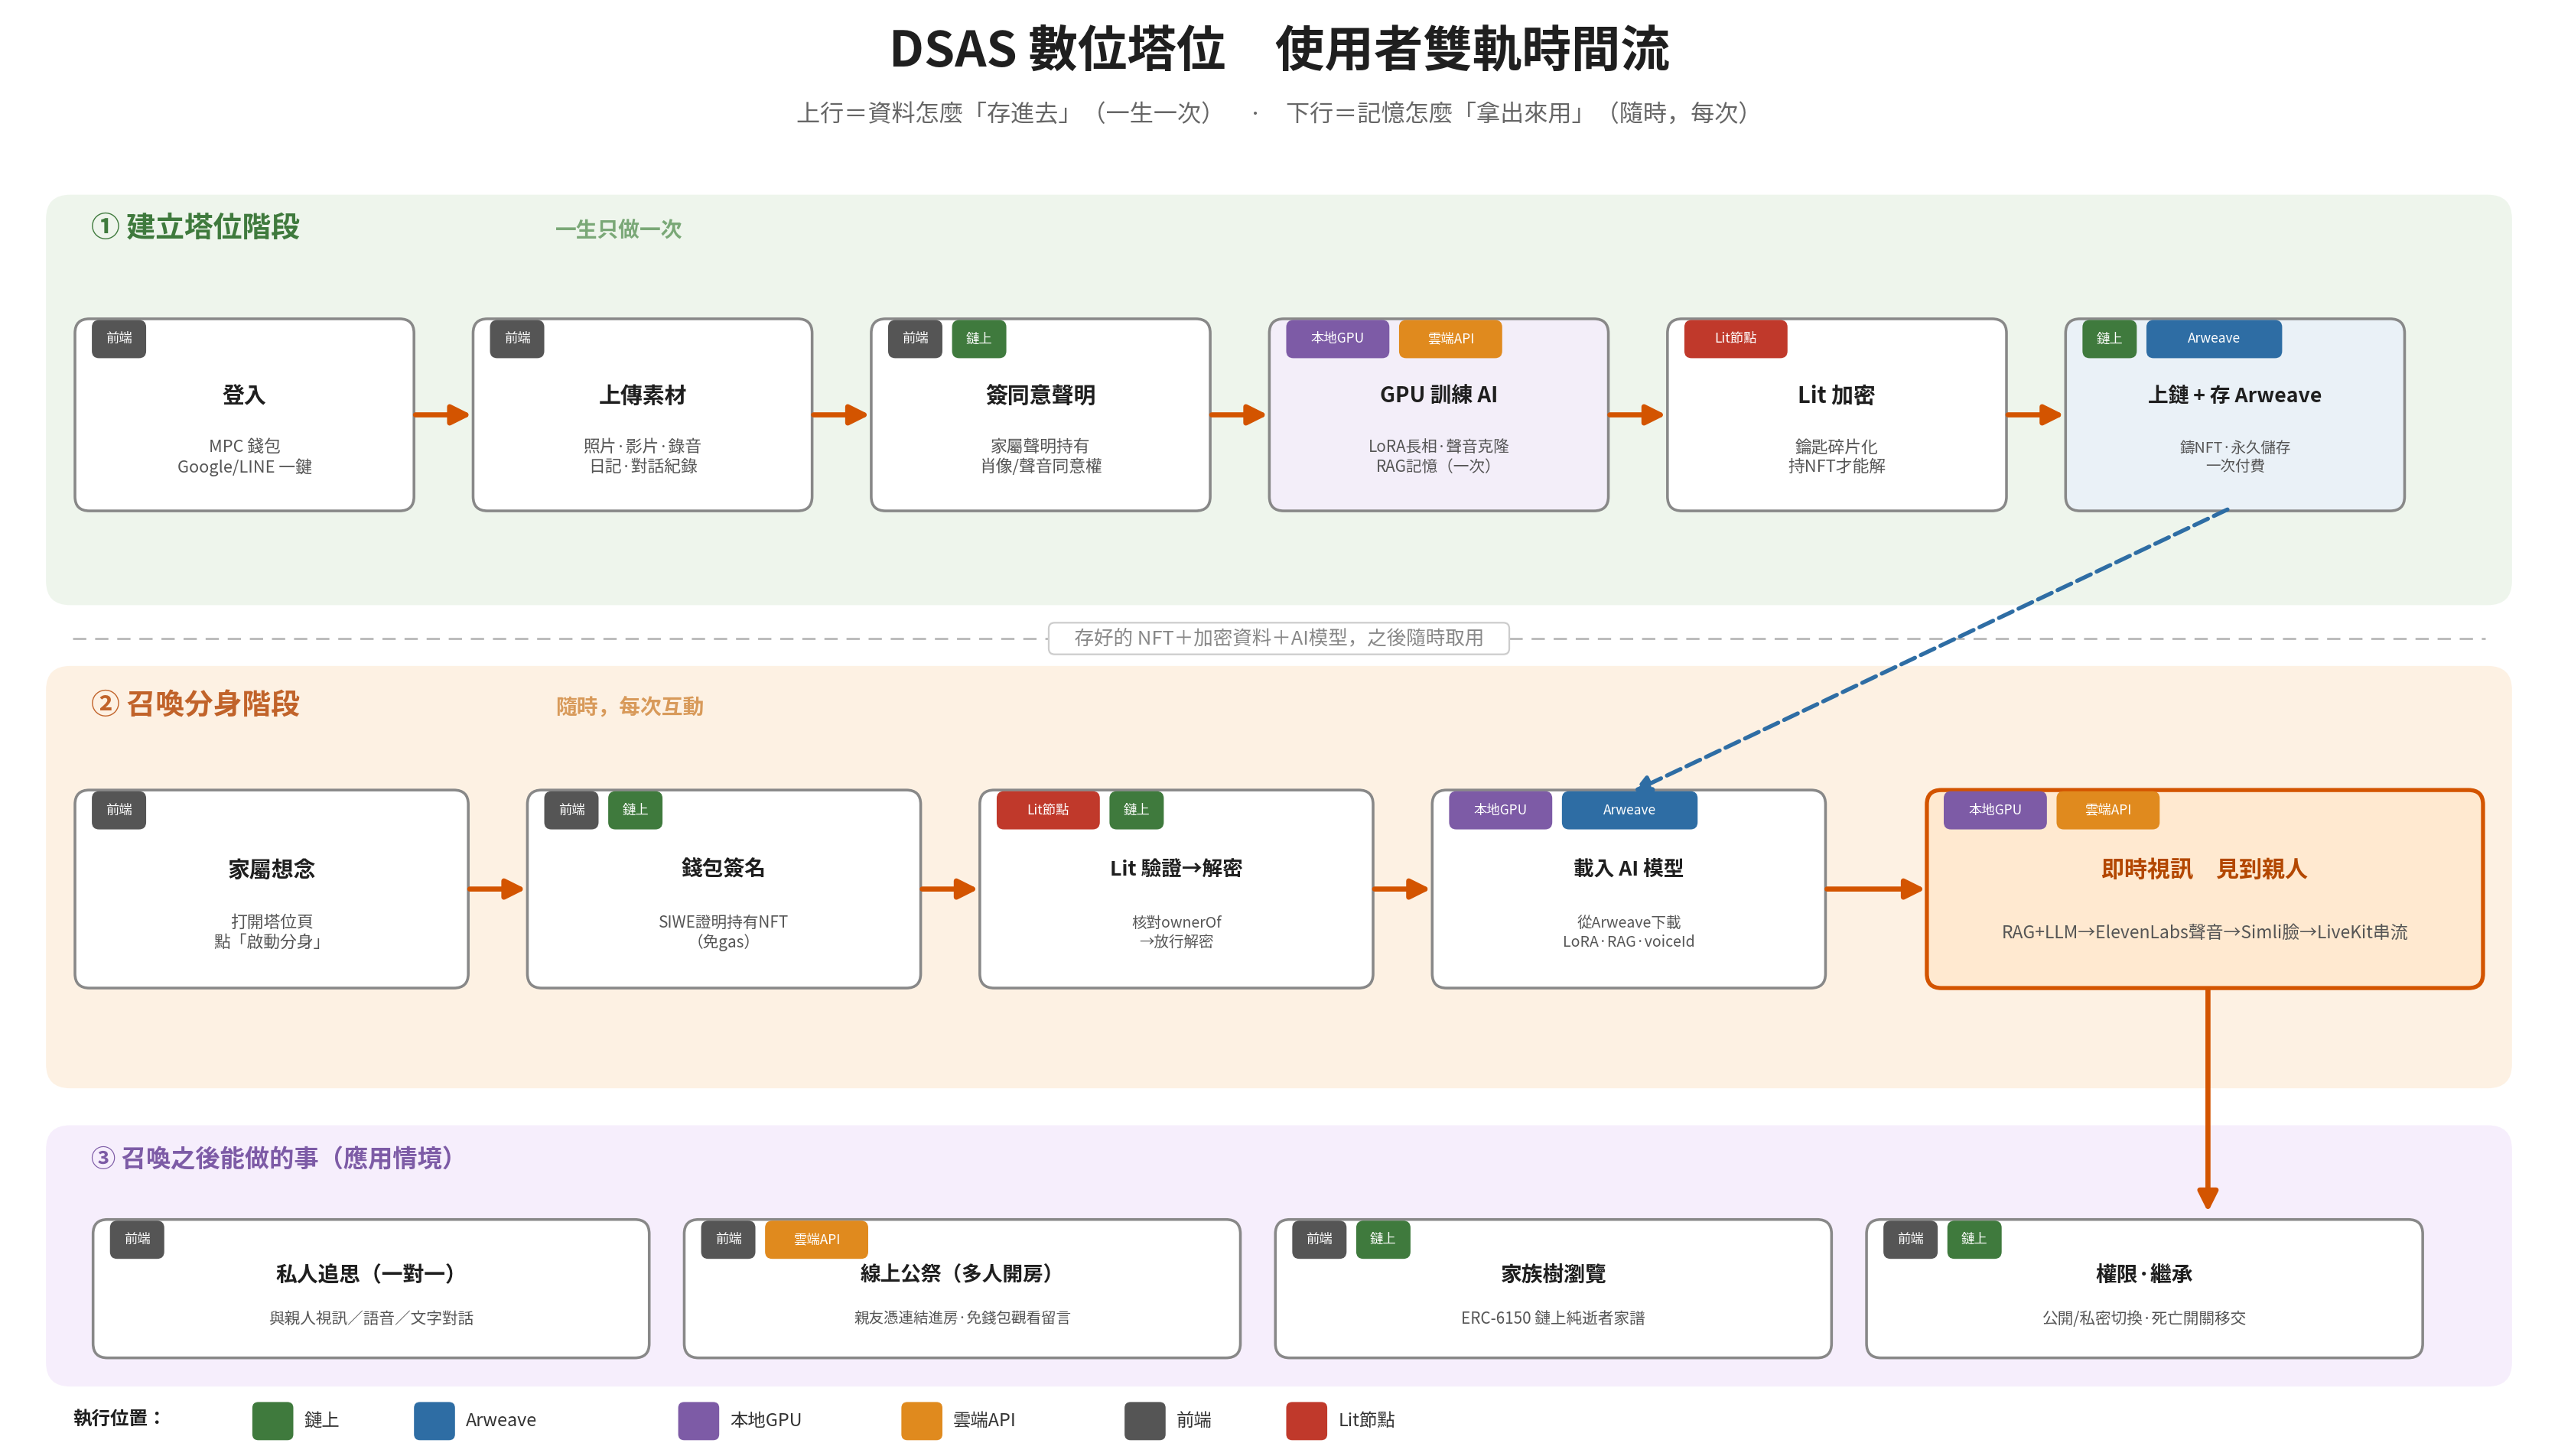 DSAS 數位塔位　使用者雙軌時間流
上行＝資料怎麼「存進去」（一生一次）　·　下行＝記憶怎麼「拿出來用」（隨時，每次）
① 建立塔位階段
一生只做一次
前端
登入
MPC 錢包
Google/LINE 一鍵
前端
上傳素材
照片·影片·錄音
日記·對話紀錄
前端 鏈上
簽同意聲明
家屬聲明持有
肖像/聲音同意權
本地GPU 雲端API
GPU 訓練 AI
LoRA長相·聲音克隆
RAG記憶（一次）
Lit節點
Lit 加密
鑰匙碎片化
持NFT才能解
鏈上 Arweave
上鏈 + 存 Arweave
鑄NFT·永久儲存
一次付費
存好的 NFT＋加密資料＋AI模型，之後隨時取用
② 召喚分身階段
隨時，每次互動
前端
家屬想念
打開塔位頁
點「啟動分身」
前端 鏈上
錢包簽名
SIWE證明持有NFT
（免gas）
Lit節點 鏈上
Lit 驗證→解密
核對ownerOf
→放行解密
本地GPU Arweave
載入 AI 模型
從Arweave下載
LoRA·RAG·voiceId
本地GPU 雲端API
即時視訊　見到親人
RAG+LLM→ElevenLabs聲音→Simli臉→LiveKit串流
③ 召喚之後能做的事（應用情境）
前端
私人追思（一對一）
與親人視訊／語音／文字對話
前端 雲端API
線上公祭（多人開房）
親友憑連結進房·免錢包觀看留言
前端 鏈上
家族樹瀏覽
ERC-6150 鏈上純逝者家譜
前端 鏈上
權限·繼承
公開/私密切換·死亡開關移交
執行位置：
鏈上
Arweave
本地GPU
雲端API
前端
Lit節點